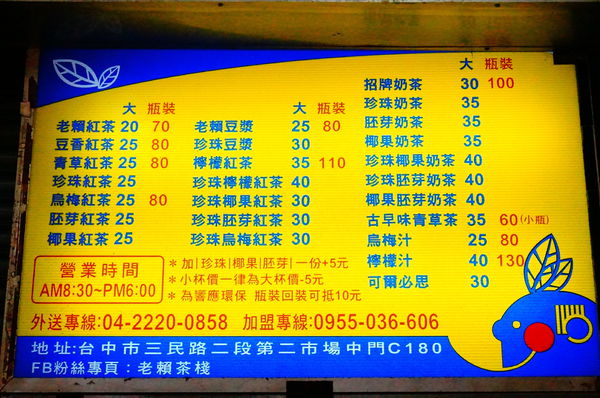 大 瓶裝
老賴紅茶 20 70
豆香紅茶 25 80
青草紅茶 25 80
珍珠紅茶 25
烏梅紅茶 25 80
胚芽紅茶 25
椰果紅茶 25
大 瓶裝
老賴豆漿 25 80
珍珠豆漿 30
檸檬紅茶 35 110
珍珠檸檬紅茶 40
珍珠椰果紅茶 30
珍珠胚芽紅茶 30
珍珠烏梅紅茶 30
大 瓶裝
招牌奶茶 30 100
珍珠奶茶 35
胚芽奶茶 35
椰果奶茶 35
珍珠椰果奶茶 40
珍珠胚芽奶茶 40
古早味青草茶 35 60(小瓶)
烏梅汁 25 80
檸檬汁 40 130
可爾必思 30
營業時間
AM8:30~PM6:00
＊加|珍珠|椰果|胚芽|一份+5元
＊小杯價一律為大杯價-5元
＊為響應環保 瓶裝回裝可抵10元
外送專線:04-2220-0858 加盟專線:0955-036-606
地址:台中市三民路二段第二市場中門C180
FB粉絲專頁：老賴茶棧